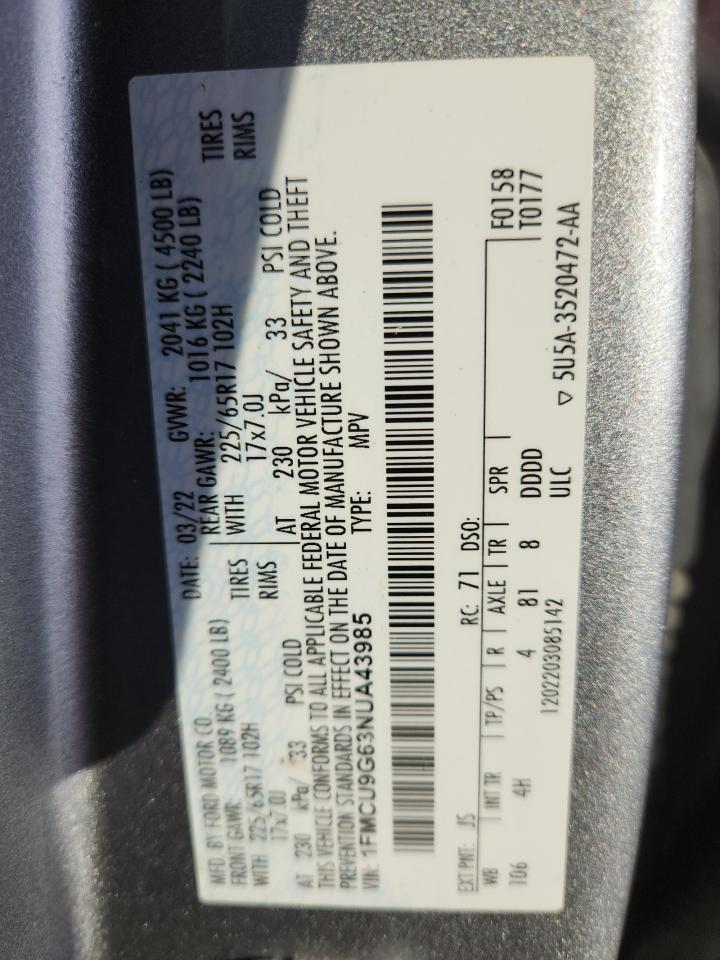 MFD. BY FORD MOTOR CO. DATE: 03/22 GVWR: 2041 KG ( 4500 LB)
FRONT GAWR: 1089 KG ( 2400 LB) REAR GAWR: 1016 KG ( 2240 LB)
WITH 225/65R17 102H TIRES WITH 225/65R17 102H TIRES
17x7.0J RIMS 17x7.0J RIMS
AT 230 kPa/ 33 PSI COLD AT 230 kPa/ 33 PSI COLD
THIS VEHICLE CONFORMS TO ALL APPLICABLE FEDERAL MOTOR VEHICLE SAFETY AND THEFT
PREVENTION STANDARDS IN EFFECT ON THE DATE OF MANUFACTURE SHOWN ABOVE.
VIN: 1FMCU9G63NUA43985 TYPE: MPV
EXT PNT: JS RC: 71 DSO: F0158
WB INT TR TP/PS R AXLE TR SPR T0177
106 4H 4 81 8 DDDD
1202203085142 ULC ▽ 5U5A-3520472-AA